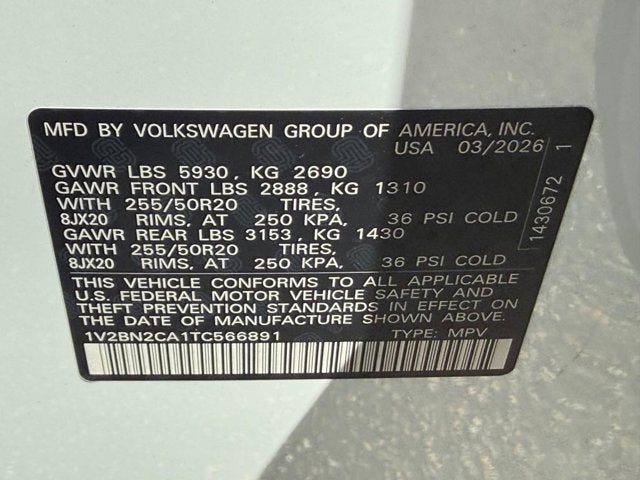 MFD BY VOLKSWAGEN GROUP OF AMERICA, INC.
USA 03/2026
GVWR LBS 5930, KG 2690
GAWR FRONT LBS 2888, KG 1310
WITH 255/50R20 TIRES,
8JX20 RIMS, AT 250 KPA, 36 PSI COLD
GAWR REAR LBS 3153, KG 1430
WITH 255/50R20 TIRES,
8JX20 RIMS, AT 250 KPA, 36 PSI COLD
THIS VEHICLE CONFORMS TO ALL APPLICABLE
U.S. FEDERAL MOTOR VEHICLE SAFETY AND
THEFT PREVENTION STANDARDS IN EFFECT ON
THE DATE OF MANUFACTURE SHOWN ABOVE.
1V2BN2CA1TC566891 TYPE: MPV
1430672 1